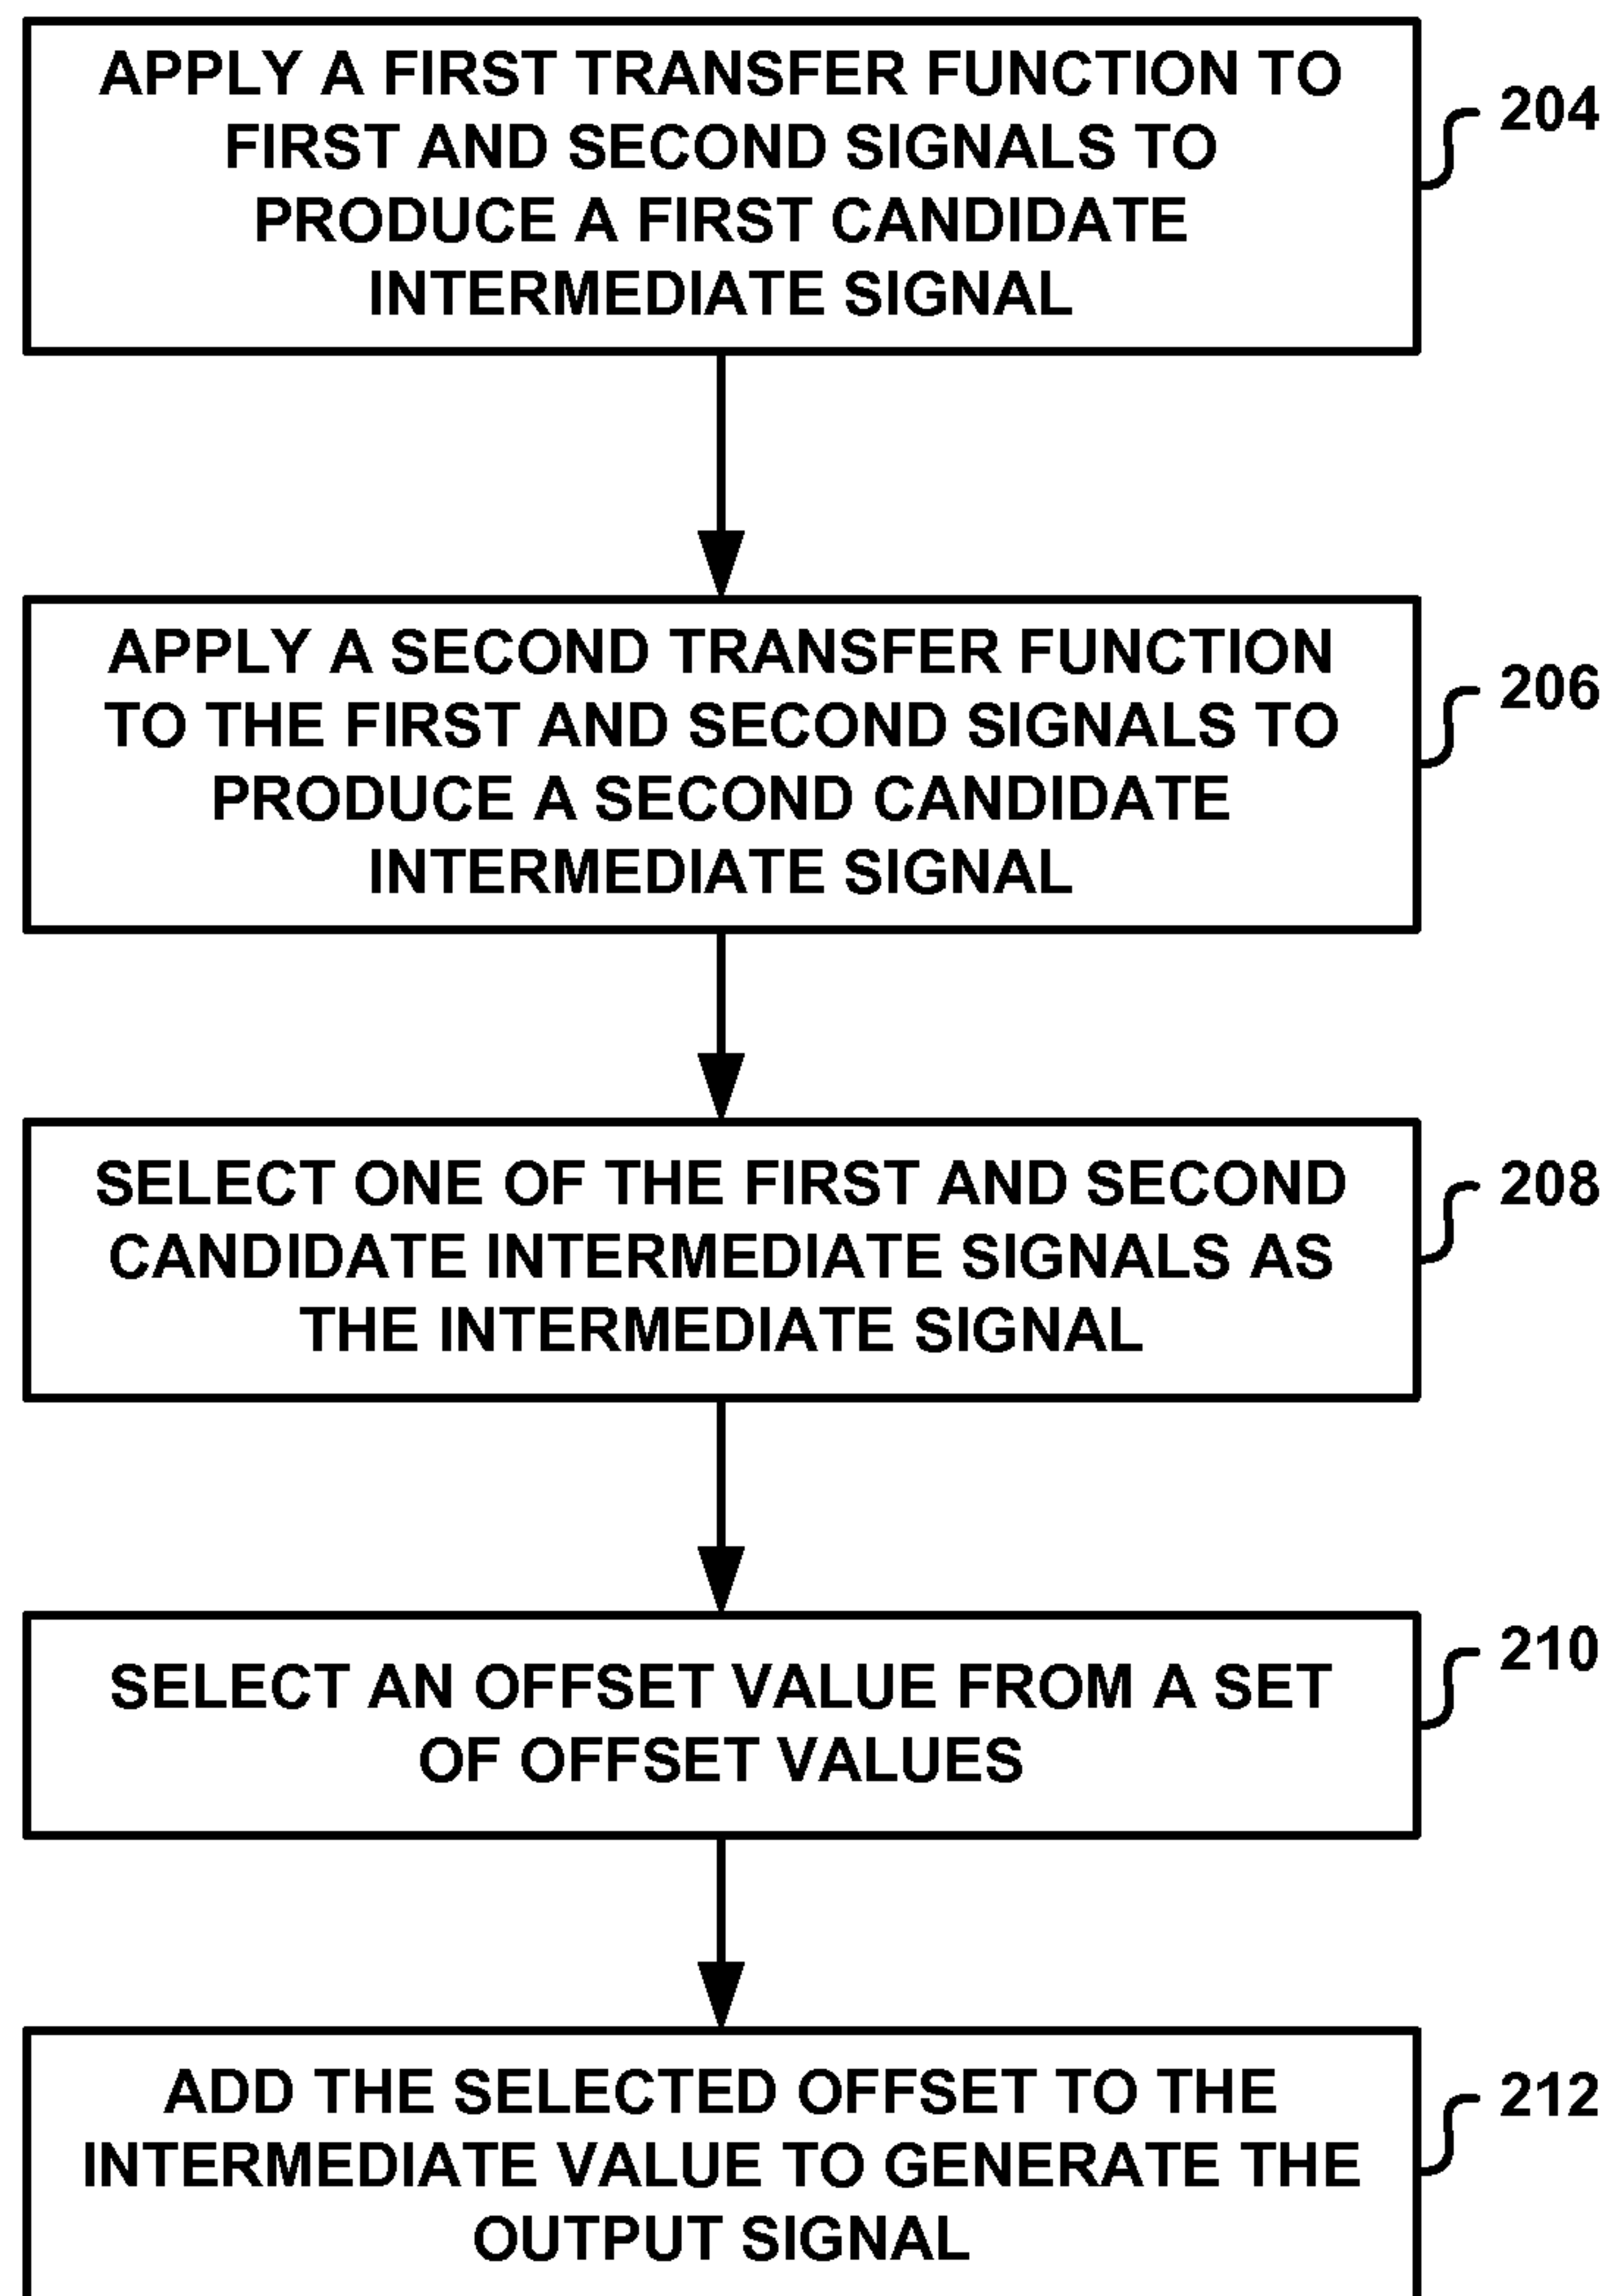 APPLY A FIRST TRANSFER FUNCTION TO
FIRST AND SECOND SIGNALS TO
PRODUCE A FIRST CANDIDATE
INTERMEDIATE SIGNAL
204
APPLY A SECOND TRANSFER FUNCTION
TO THE FIRST AND SECOND SIGNALS TO
PRODUCE A SECOND CANDIDATE
INTERMEDIATE SIGNAL
206
SELECT ONE OF THE FIRST AND SECOND
CANDIDATE INTERMEDIATE SIGNALS AS
THE INTERMEDIATE SIGNAL
208
SELECT AN OFFSET VALUE FROM A SET
OF OFFSET VALUES
210
ADD THE SELECTED OFFSET TO THE
INTERMEDIATE VALUE TO GENERATE THE
OUTPUT SIGNAL
212